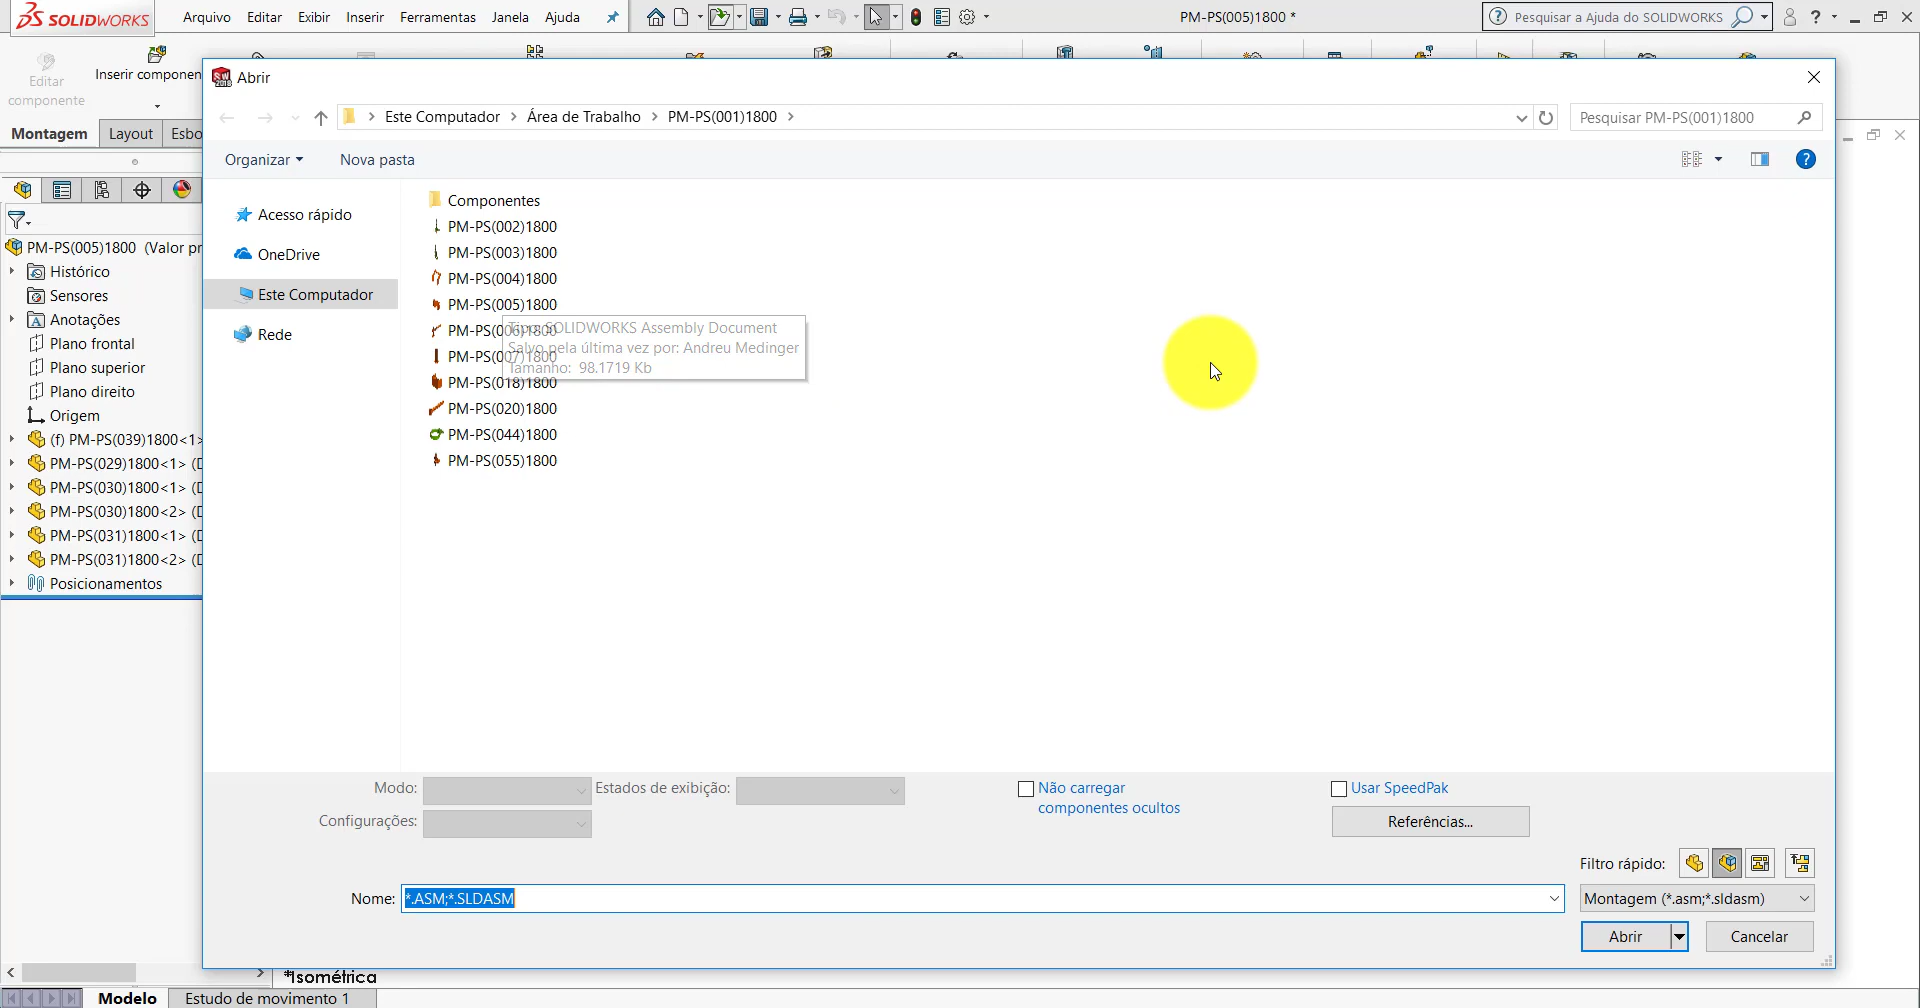 SOLIDWORKS
Arquivo Editar Exibir Inserir Ferramentas Janela Ajuda
PM-PS(005)1800 *
Pesquisar a Ajuda do SOLIDWORKS
Editar
componente
Inserir componen
Montagem Layout Esbo
PM-PS(005)1800 (Valor pr
Histórico
Sensores
Anotações
Plano frontal
Plano superior
Plano direito
Origem
(f) PM-PS(039)1800<1>
PM-PS(029)1800<1> (D
PM-PS(030)1800<1> (D
PM-PS(030)1800<2> (D
PM-PS(031)1800<1> (D
PM-PS(031)1800<2> (D
Posicionamentos
Abrir
Este Computador > Área de Trabalho > PM-PS(001)1800 >
Pesquisar PM-PS(001)1800
Organizar
Nova pasta
Acesso rápido
OneDrive
Este Computador
Rede
Componentes
PM-PS(002)1800
PM-PS(003)1800
PM-PS(004)1800
PM-PS(005)1800
PM-PS(006)1800
PM-PS(007)1800
PM-PS(018)1800
PM-PS(020)1800
PM-PS(044)1800
PM-PS(055)1800
Tipo: SOLIDWORKS Assembly Document
Salvo pela última vez por: Andreu Medinger
Tamanho: 98.1719 Kb
Modo:
Estados de exibição:
Configurações:
Não carregar
componentes ocultos
Usar SpeedPak
Referências...
Filtro rápido:
Nome: *.ASM;*.SLDASM
Montagem (*.asm;*.sldasm)
Abrir
Cancelar
*Isométrica
Modelo Estudo de movimento 1